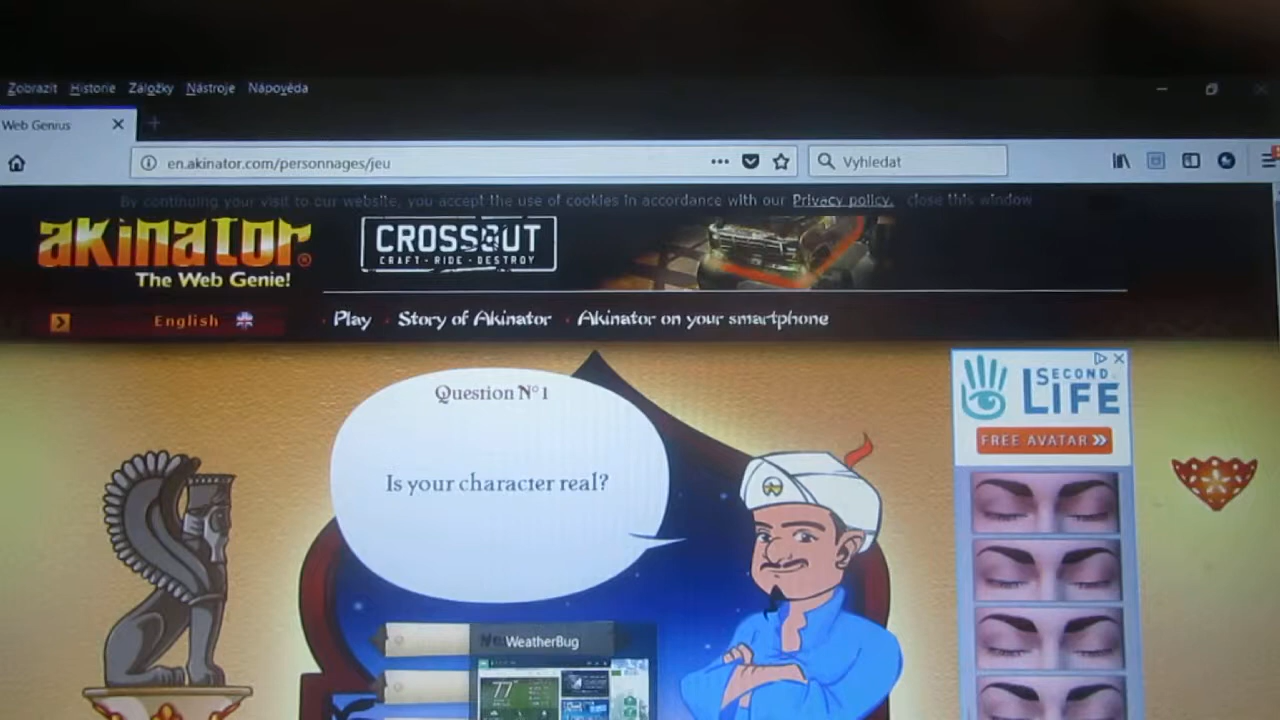 Zobrazit Historie Záložky Nástroje Nápověda
Web Genius
en.akinator.com/personnages/jeu
Vyhledat
By continuing your visit to our website, you accept the use of cookies in accordance with our Privacy policy. close this window
akinator
The Web Genie!
CROSSOUT
CRAFT · RIDE · DESTROY
English
Play
Story of Akinator
Akinator on your smartphone
Question N°1
Is your character real?
SECOND
LIFE
FREE AVATAR »
WeatherBug
77°